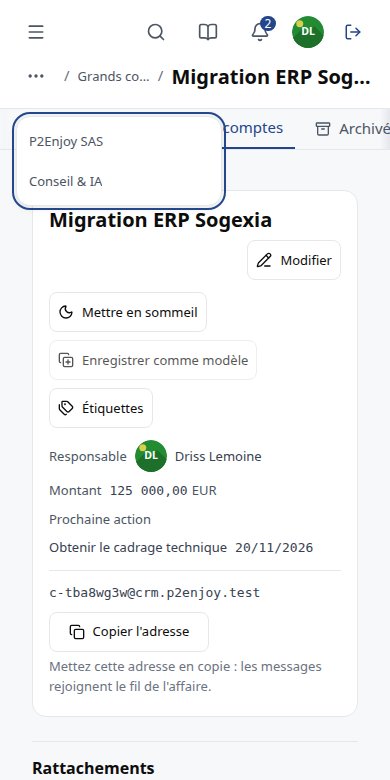 2
DL
/ Grands co... / Migration ERP Sog...
P2Enjoy SAS
Conseil & IA
comptes
Archivé
Migration ERP Sogexia
Modifier
Mettre en sommeil
Enregistrer comme modèle
Étiquettes
Responsable DL Driss Lemoine
Montant 125 000,00 EUR
Prochaine action
Obtenir le cadrage technique 20/11/2026
c-tba8wg3w@crm.p2enjoy.test
Copier l'adresse
Mettez cette adresse en copie : les messages
rejoignent le fil de l'affaire.
Rattachements